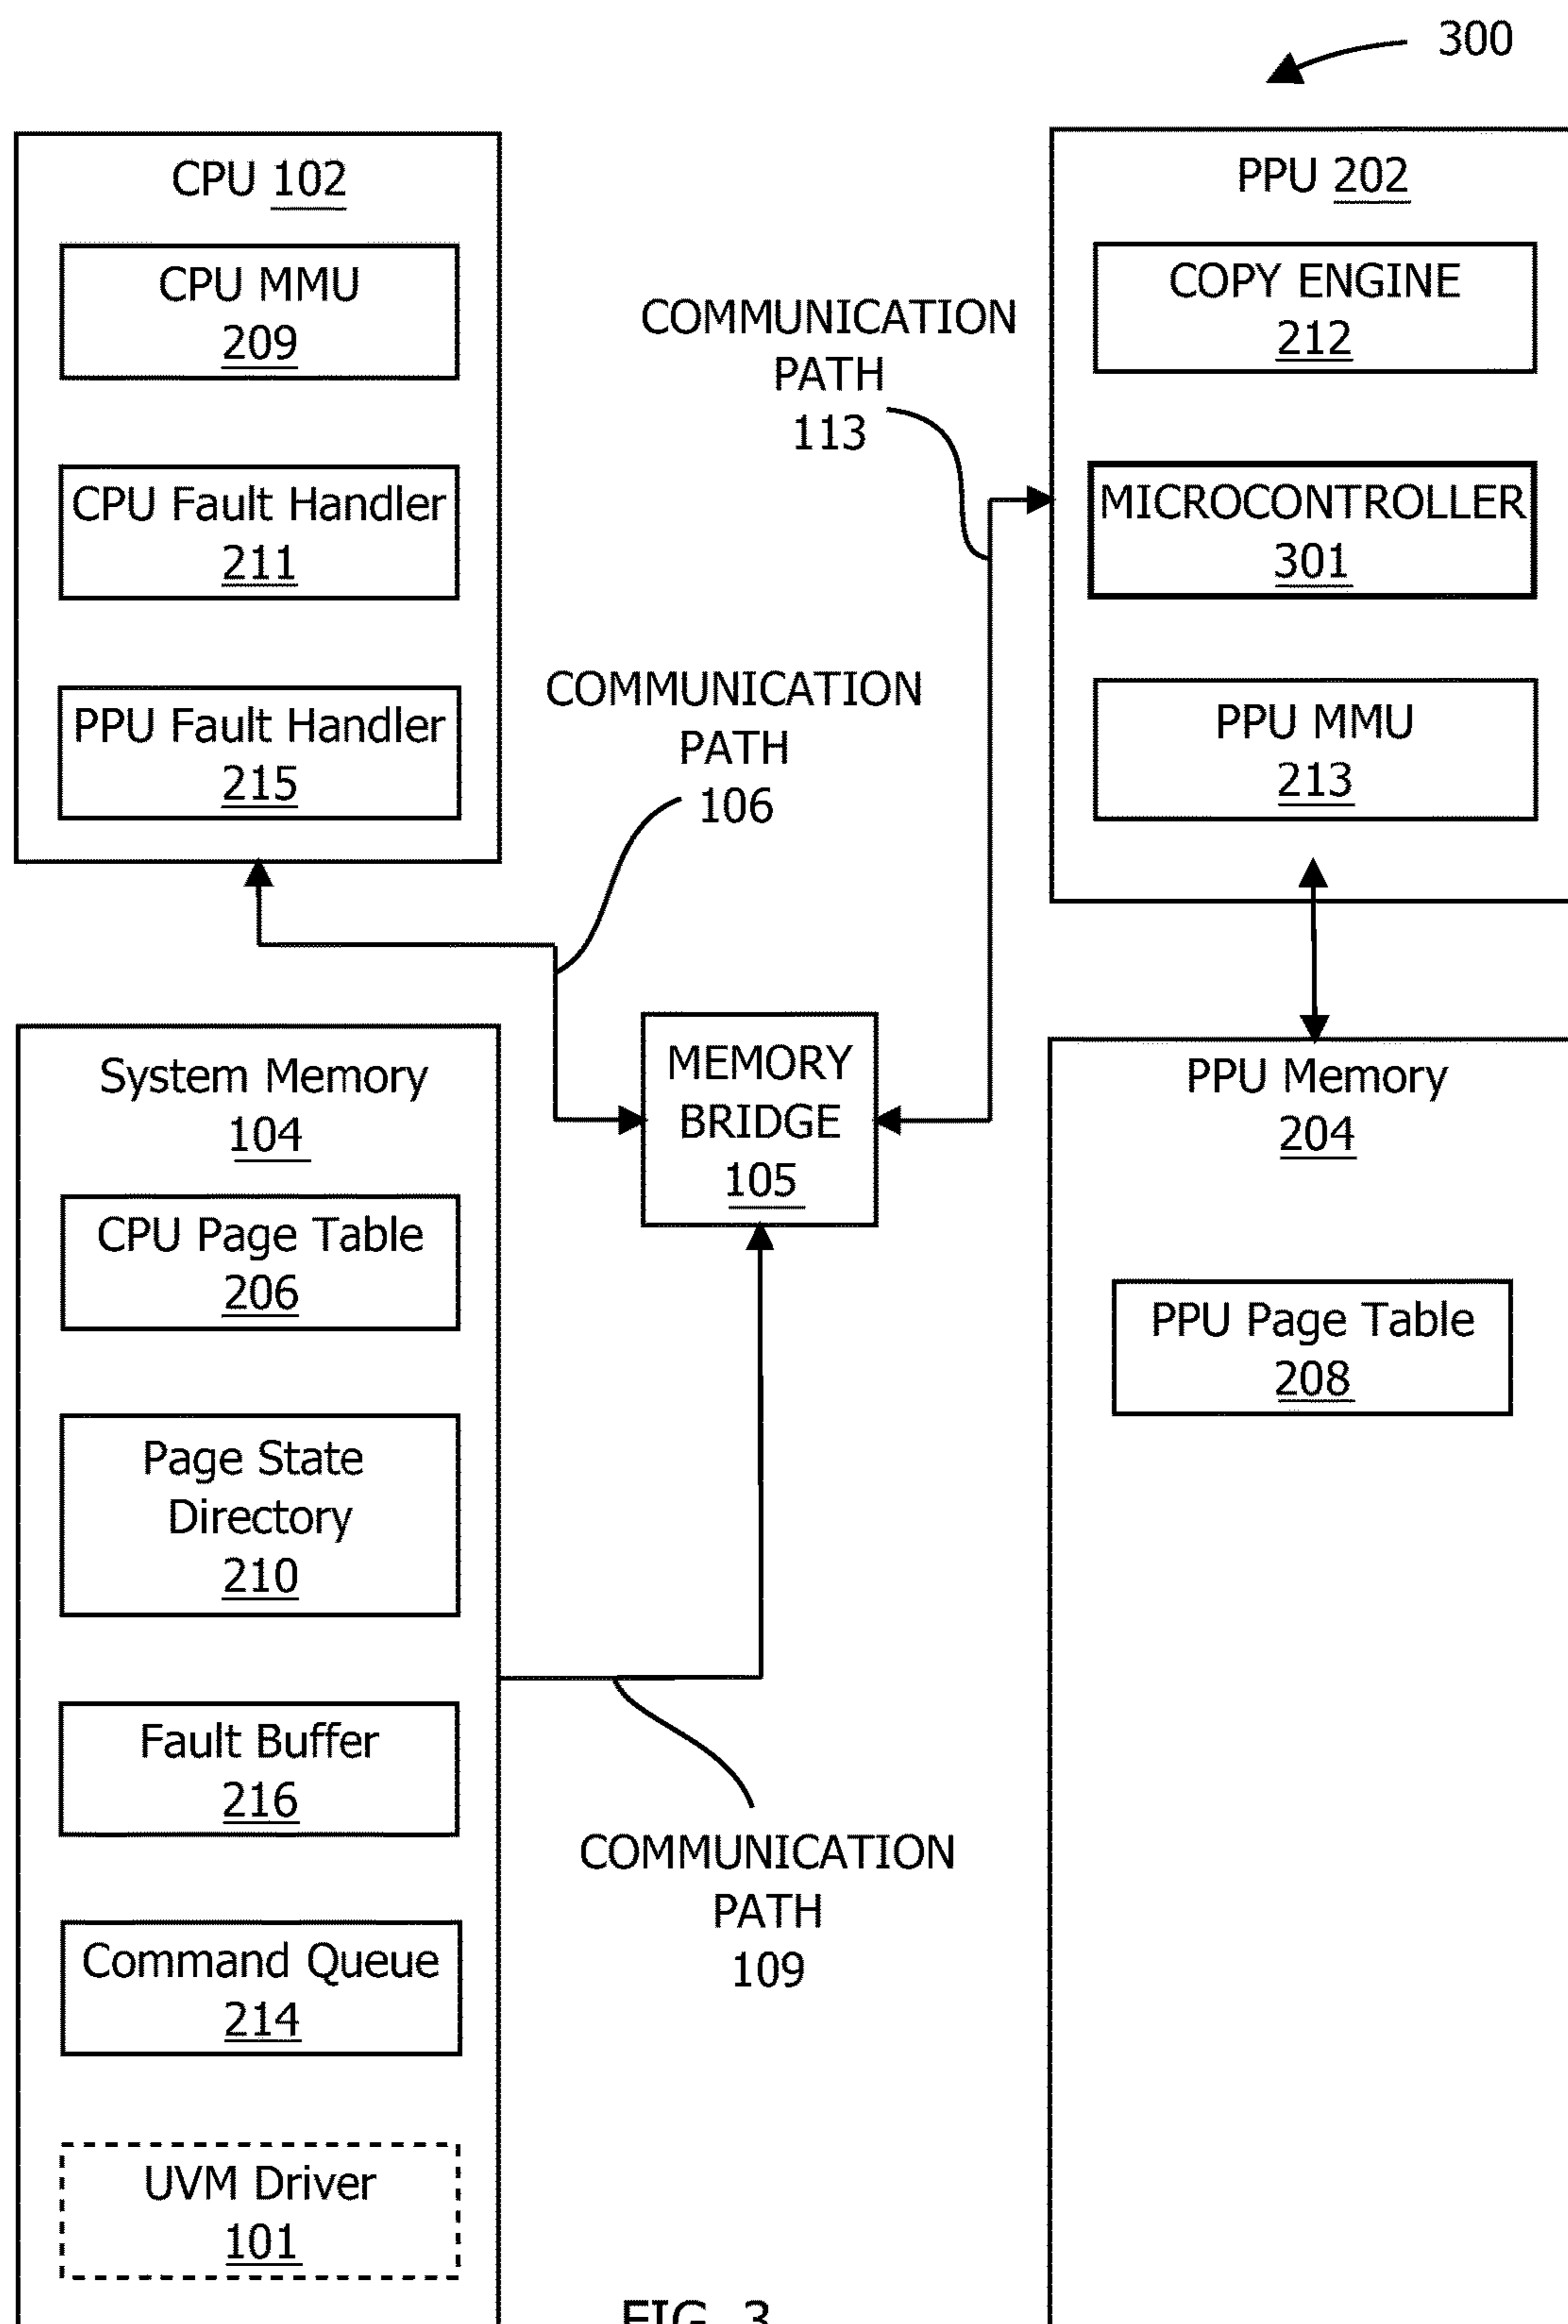 300
CPU 102
CPU MMU
209
CPU Fault Handler
211
PPU Fault Handler
215
COMMUNICATION
PATH
113
COMMUNICATION
PATH
106
PPU 202
COPY ENGINE
212
MICROCONTROLLER
301
PPU MMU
213
System Memory
104
CPU Page Table
206
Page State
Directory
210
Fault Buffer
216
Command Queue
214
UVM Driver
101
MEMORY
BRIDGE
105
COMMUNICATION
PATH
109
PPU Memory
204
PPU Page Table
208
FIG. 3